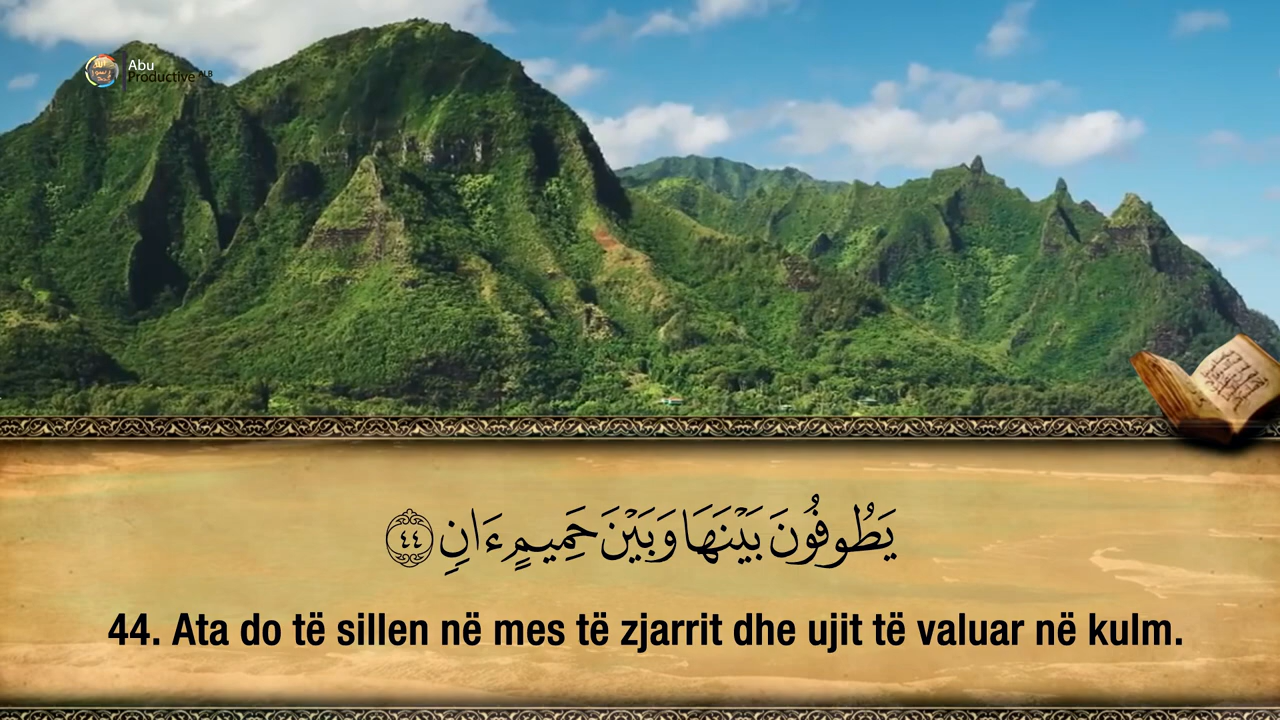 Abu
Productive ALB
يَطُوفُونَ بَيْنَهَا وَبَيْنَ حَمِيمٍ ءَانٍ ٤٤
44. Ata do të sillen në mes të zjarrit dhe ujit të valuar në kulm.